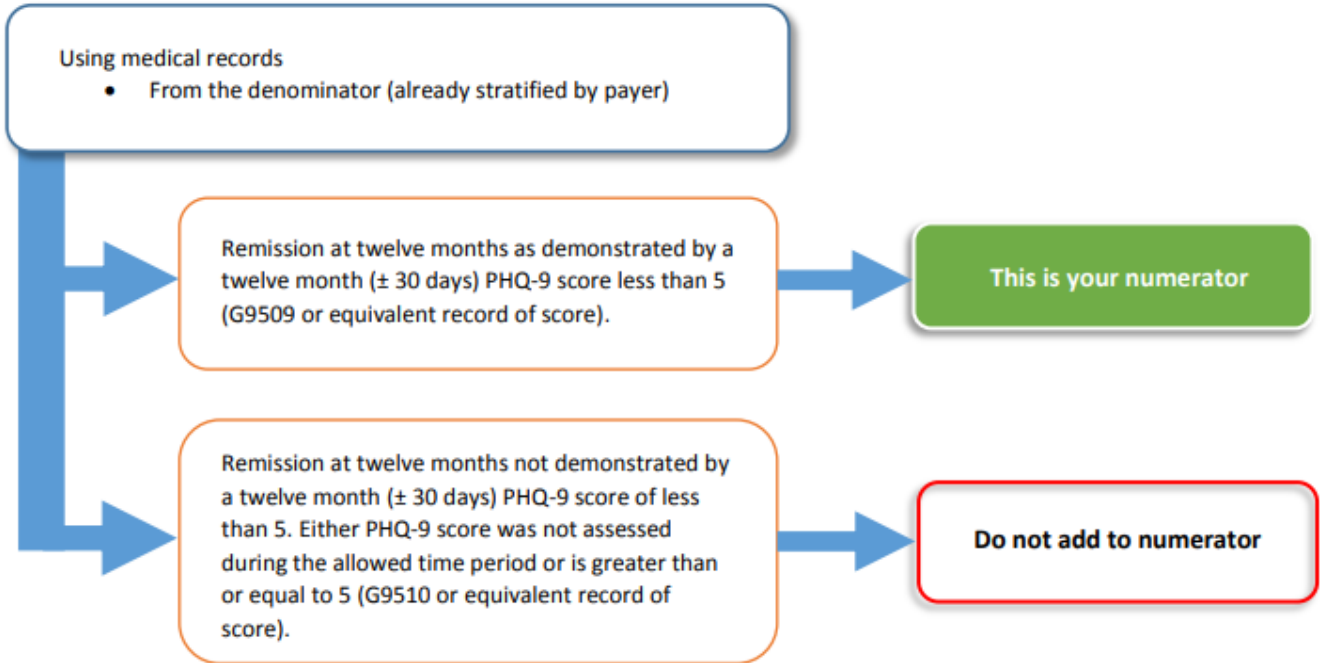 Using medical records
• From the denominator (already stratified by payer)
Remission at twelve months as demonstrated by a
twelve month (± 30 days) PHQ-9 score less than 5
(G9509 or equivalent record of score).
This is your numerator
Remission at twelve months not demonstrated by
a twelve month (± 30 days) PHQ-9 score of less
than 5. Either PHQ-9 score was not assessed
during the allowed time period or is greater than
or equal to 5 (G9510 or equivalent record of
score).
Do not add to numerator